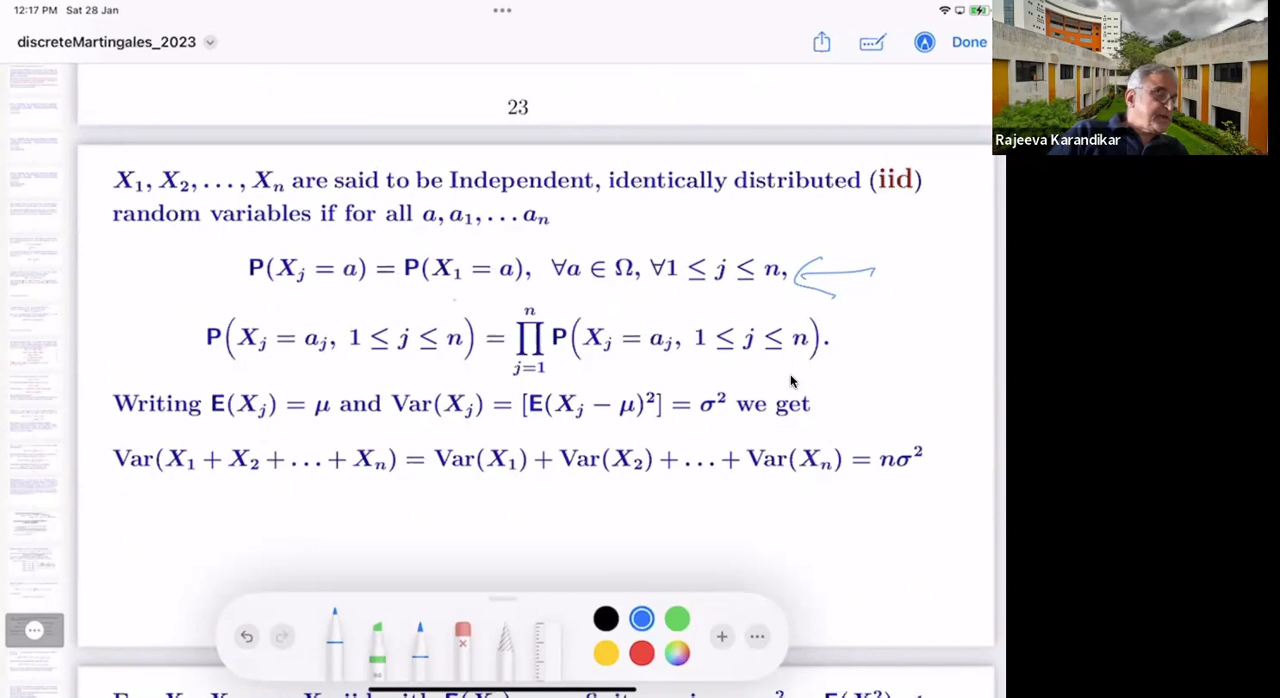 12:17 PM Sat 28 Jan
discreteMartingales_2023
Done
23
Rajeeva Karandikar
X₁, X₂, . . . , Xₙ are said to be Independent, identically distributed (iid)
random variables if for all a, a₁, . . . aₙ
P(Xⱼ = a) = P(X₁ = a), ∀a ∈ Ω, ∀1 ≤ j ≤ n,
P(Xⱼ = aⱼ, 1 ≤ j ≤ n) = ∏ⱼ₌₁ⁿ P(Xⱼ = aⱼ, 1 ≤ j ≤ n).
Writing E(Xⱼ) = μ and Var(Xⱼ) = [E(Xⱼ − μ)²] = σ² we get
Var(X₁ + X₂ + . . . + Xₙ) = Var(X₁) + Var(X₂) + . . . + Var(Xₙ) = nσ²